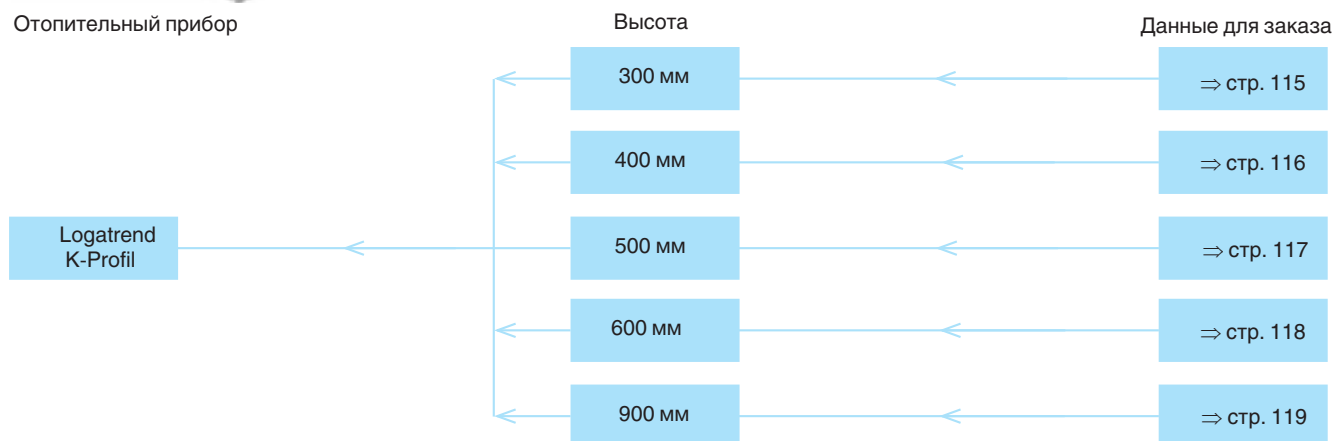 Отопительный прибор
Высота
Данные для заказа
300 мм
⇒ стр. 115
400 мм
⇒ стр. 116
Logatrend
K-Profil
500 мм
⇒ стр. 117
600 мм
⇒ стр. 118
900 мм
⇒ стр. 119